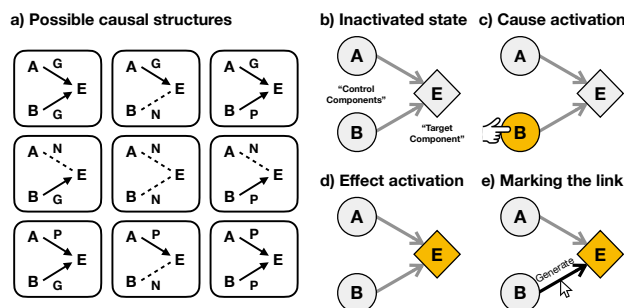 a) Possible causal structures
A G E B G
A G E B N
A G E B P
A N E B G
A N E B N
A N E B P
A P E B G
A P E B N
A P E B P
b) Inactivated state
A
"Control
Components"
E
B
"Target
Component"
c) Cause activation
A
E
B
d) Effect activation
A
E
B
e) Marking the link
A
E
Generate
B